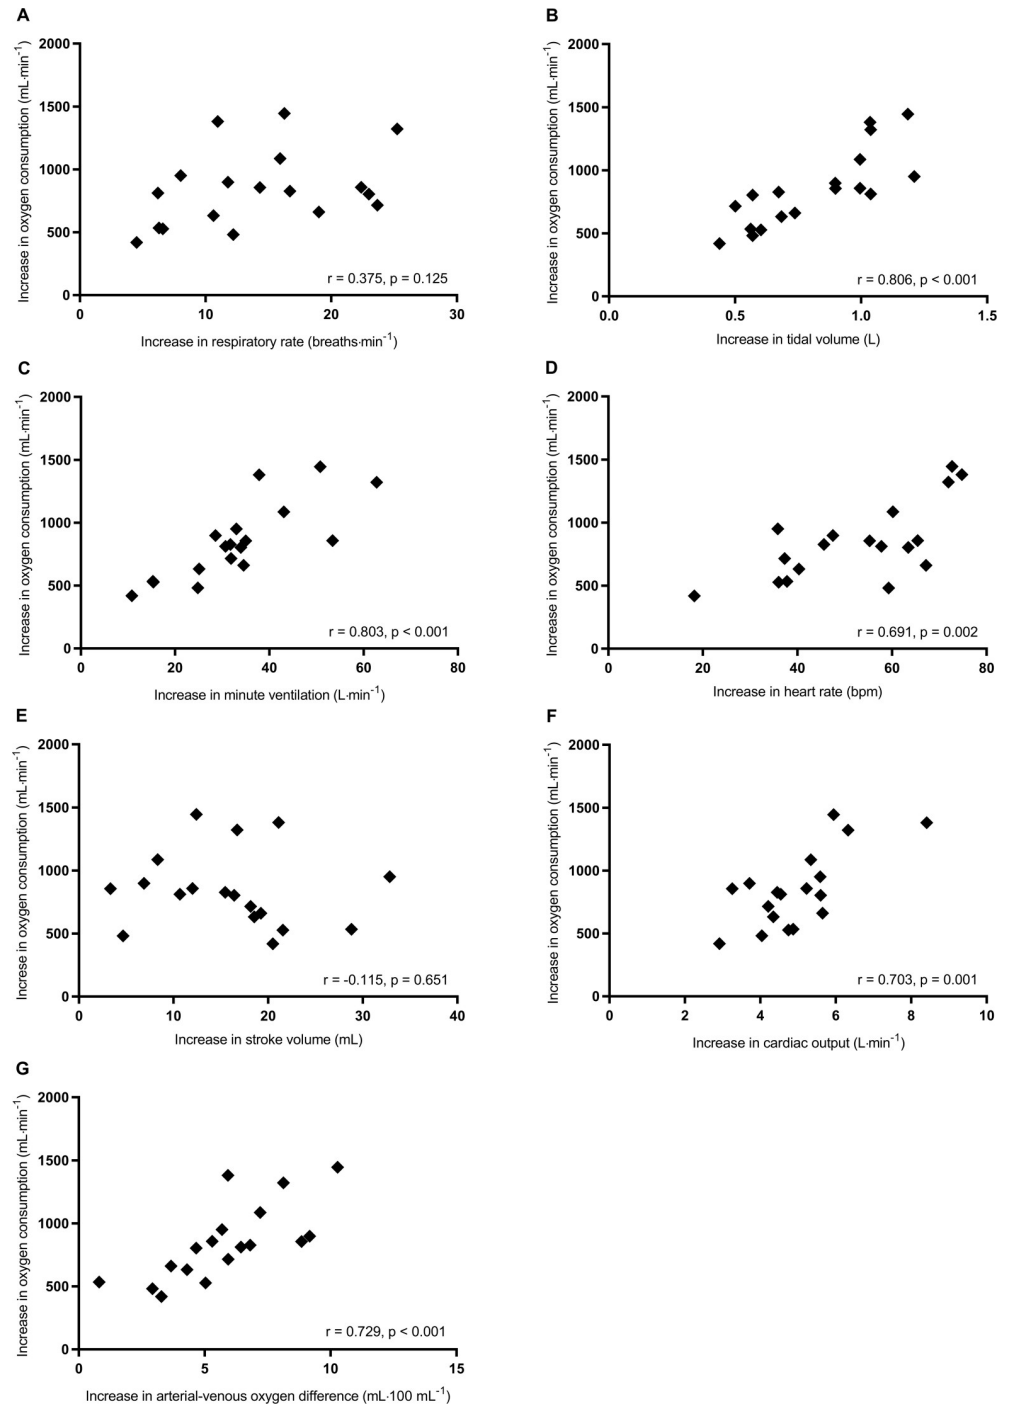 A
Increase in oxygen consumption (mL·min⁻¹)
2000
1500
1000
500
0
r = 0.375, p = 0.125
0 10 20 30
Increase in respiratory rate (breaths·min⁻¹)
B
Increase in oxygen consumption (mL·min⁻¹)
2000
1500
1000
500
0
r = 0.806, p < 0.001
0.0 0.5 1.0 1.5
Increase in tidal volume (L)
C
Increase in oxygen consumption (mL·min⁻¹)
2000
1500
1000
500
0
r = 0.803, p < 0.001
0 20 40 60 80
Increase in minute ventilation (L·min⁻¹)
D
Increase in oxygen consumption (mL·min⁻¹)
2000
1500
1000
500
0
r = 0.691, p = 0.002
0 20 40 60 80
Increase in heart rate (bpm)
E
Increse in oxygen consumption (mL·min⁻¹)
2000
1500
1000
500
0
r = -0.115, p = 0.651
0 10 20 30 40
Increase in stroke volume (mL)
F
Increase in oxygen consumption (mL·min⁻¹)
2000
1500
1000
500
0
r = 0.703, p = 0.001
0 2 4 6 8 10
Increase in cardiac output (L·min⁻¹)
G
Increase in oxygen consumption (mL·min⁻¹)
2000
1500
1000
500
0
r = 0.729, p < 0.001
0 5 10 15
Increase in arterial-venous oxygen difference (mL·100 mL⁻¹)